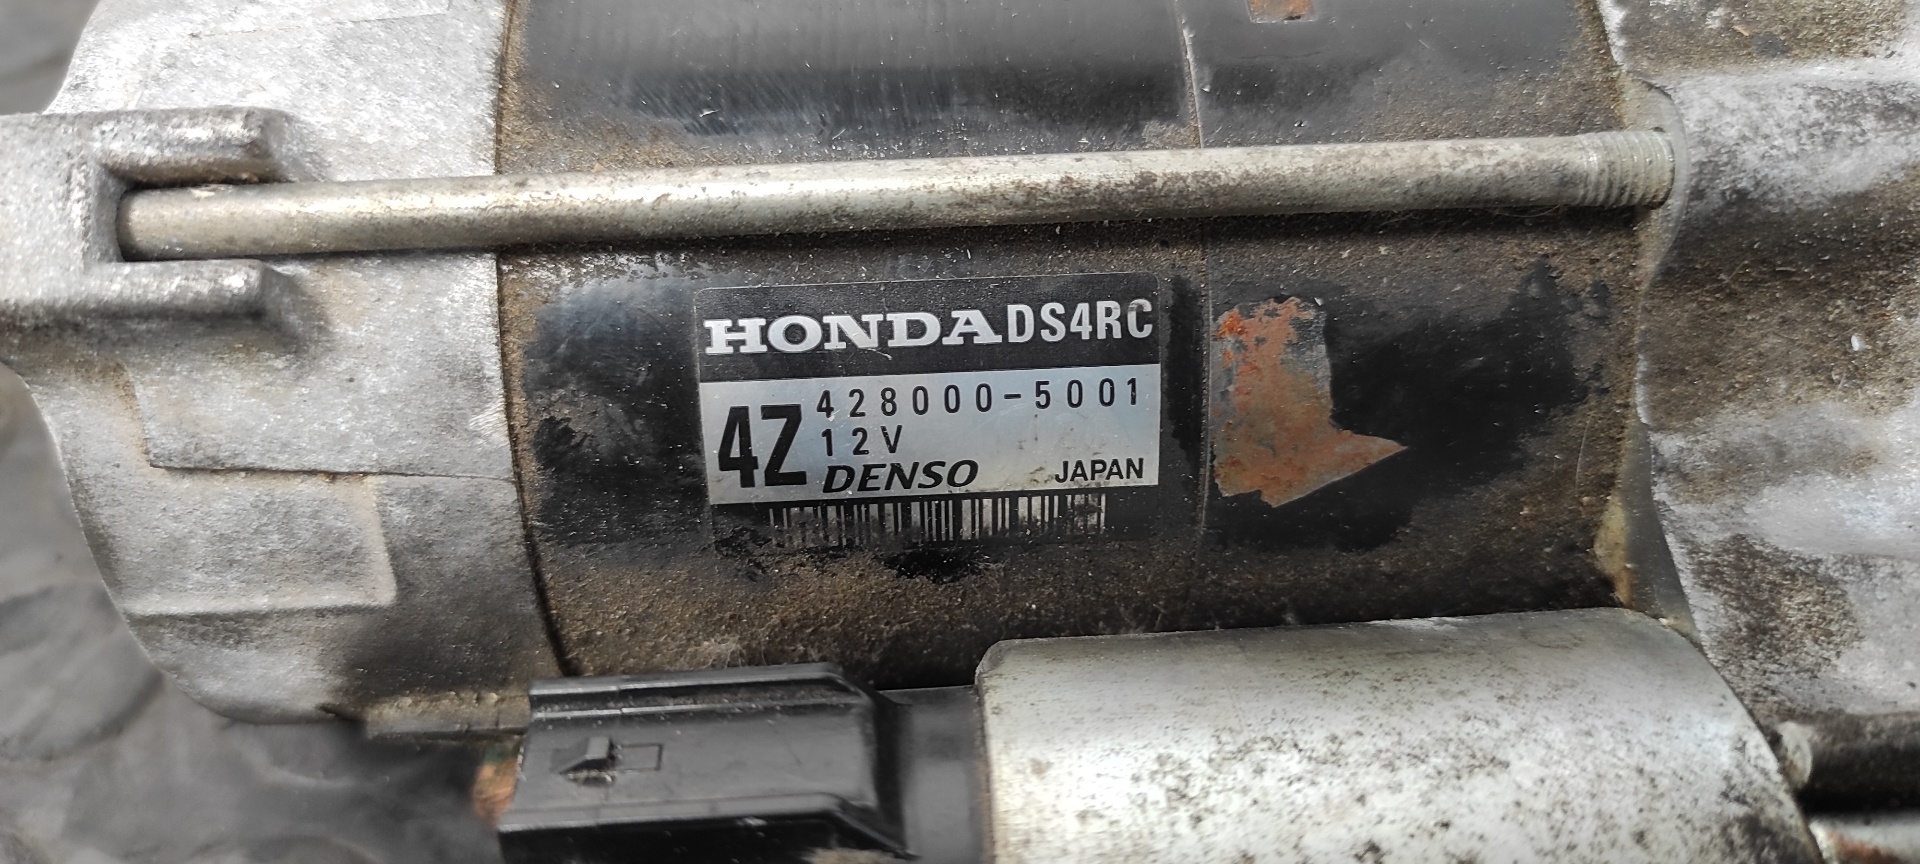 HONDA DS4RC
4Z 428000-5001
12V
DENSO JAPAN